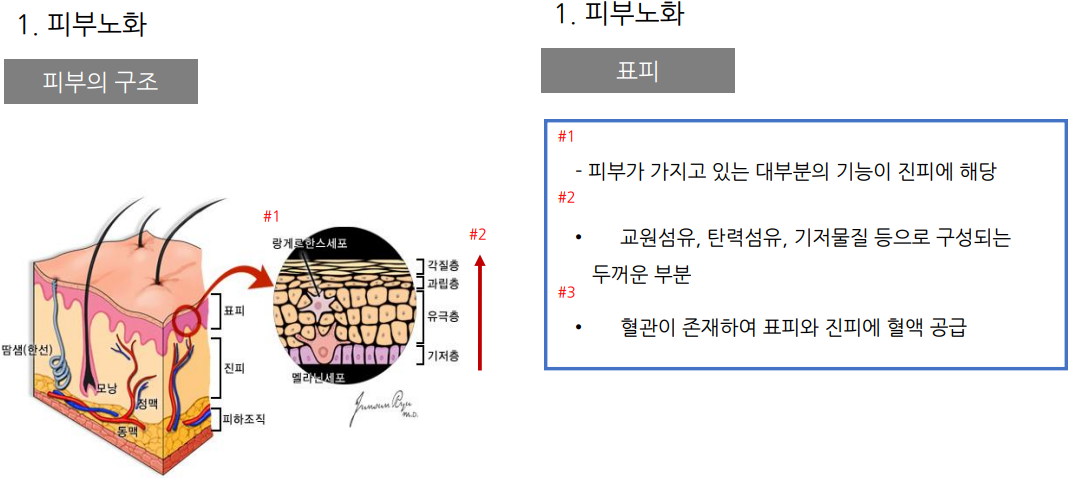 1. 피부노화
피부의 구조
#1
랑게르한스세포
#2
각질층
과립층
유극층
기저층
표피
진피
피하조직
땀샘(한선)
모낭
정맥
동맥
멜라닌세포
M.D.
1. 피부노화
표피
#1
- 피부가 가지고 있는 대부분의 기능이 진피에 해당
#2
• 교원섬유, 탄력섬유, 기저물질 등으로 구성되는
두꺼운 부분
#3
• 혈관이 존재하여 표피와 진피에 혈액 공급